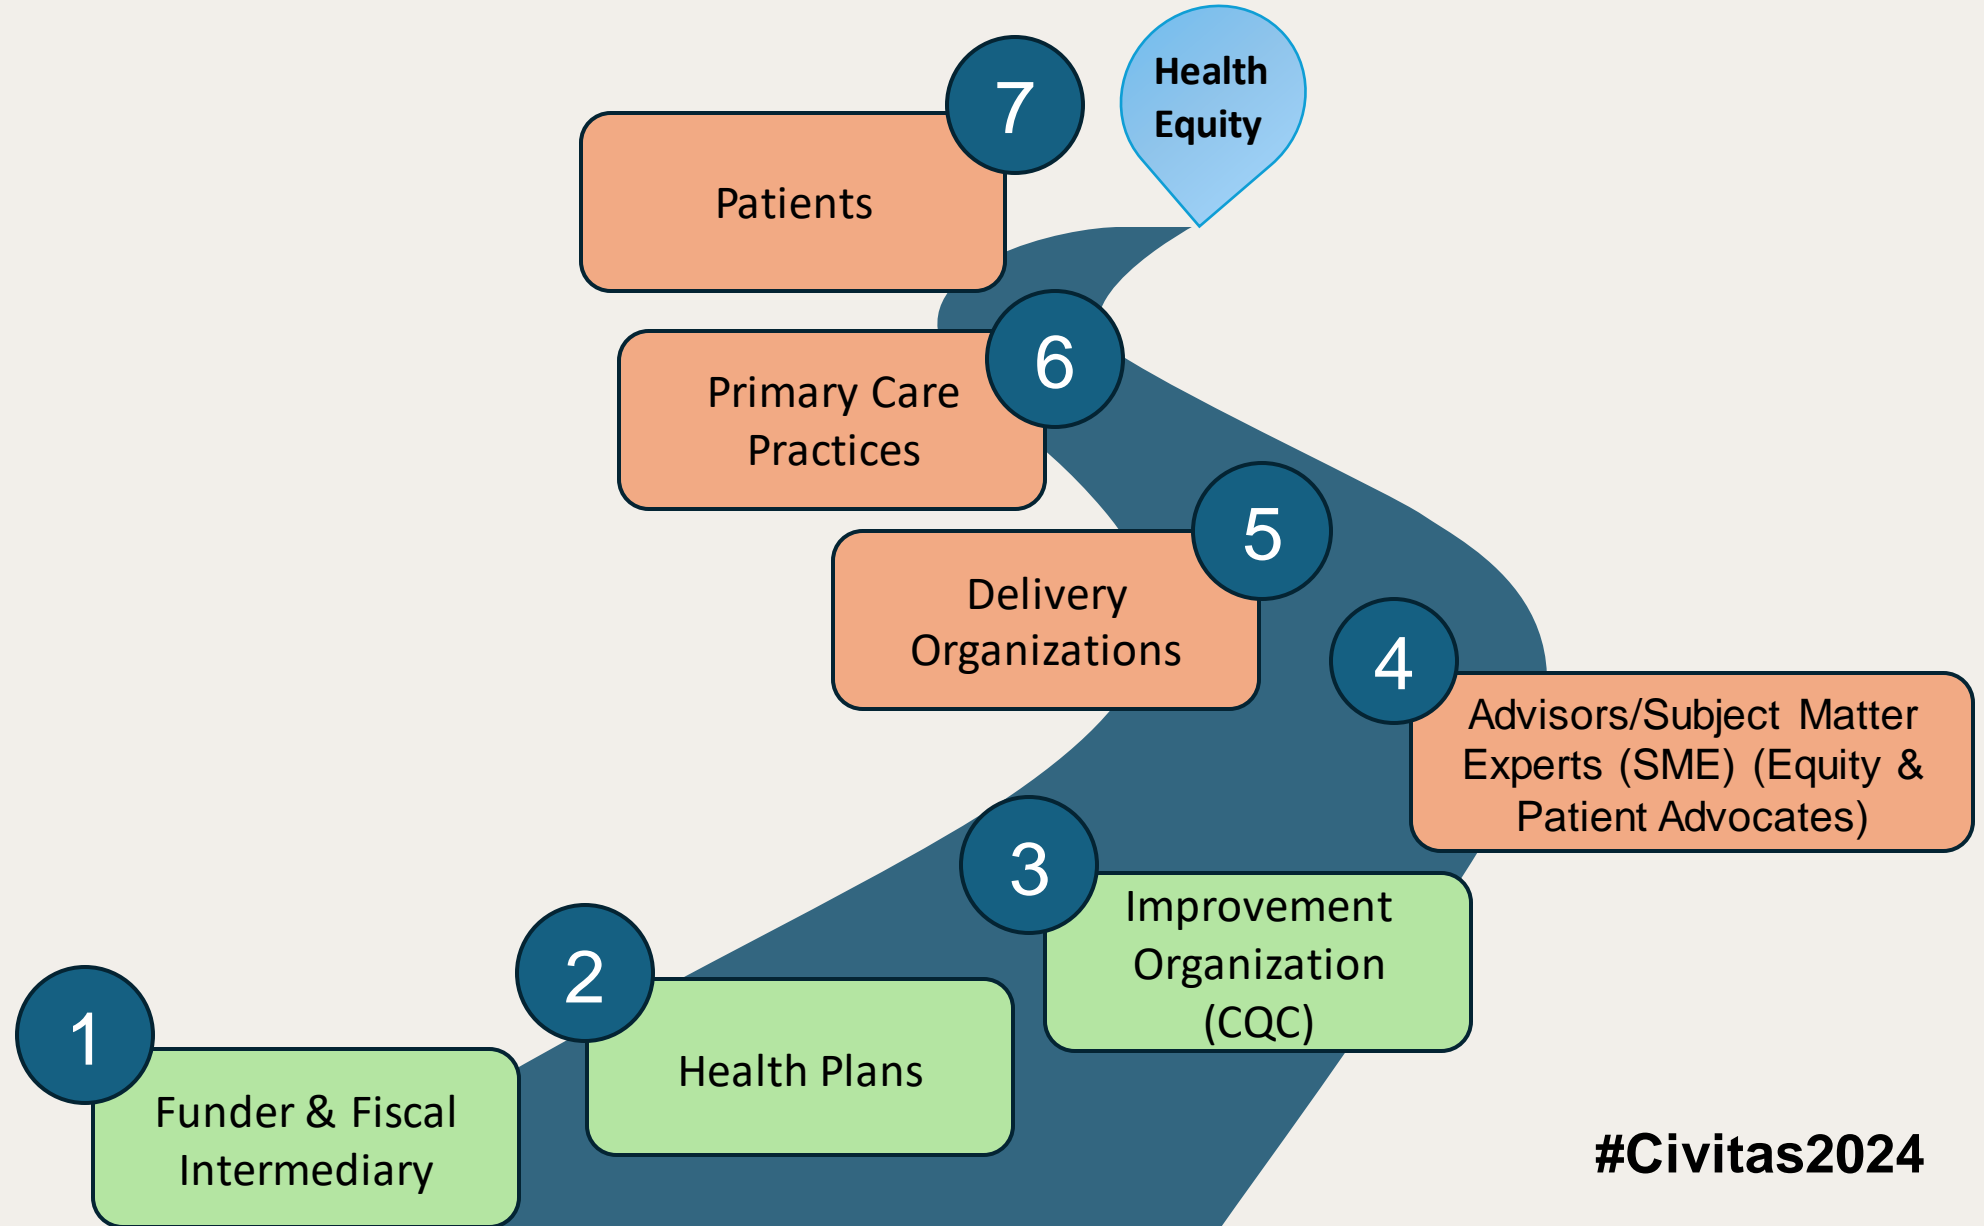 7
Health
Equity
Patients
6
Primary Care
Practices
5
Delivery
Organizations
4
Advisors/Subject Matter
Experts (SME) (Equity &
Patient Advocates)
3
Improvement
Organization
(CQC)
2
Health Plans
1
Funder & Fiscal
Intermediary
#Civitas2024